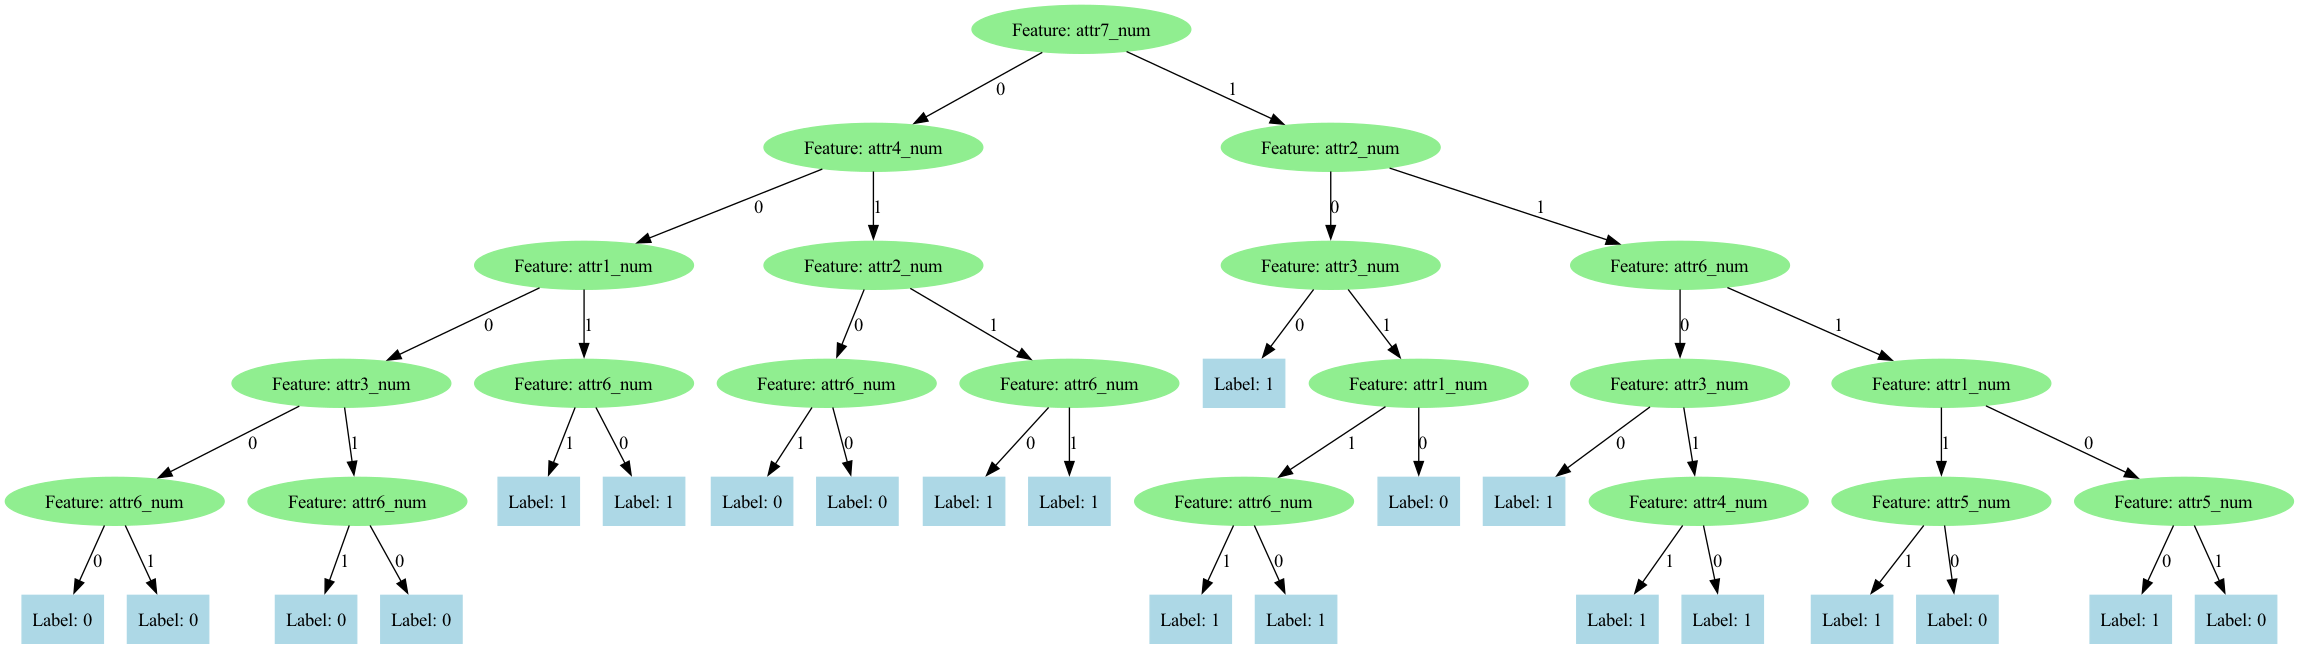 Feature: attr7_num
0
1
Feature: attr4_num
Feature: attr2_num
0
1
0
1
Feature: attr1_num
Feature: attr2_num
Feature: attr3_num
Feature: attr6_num
0
1
0
1
0
1
0
1
Feature: attr3_num
Feature: attr6_num
Feature: attr6_num
Feature: attr6_num
Label: 1
Feature: attr1_num
Feature: attr3_num
Feature: attr1_num
0
1
1
0
1
0
0
1
1
0
0
1
1
0
Feature: attr6_num
Feature: attr6_num
Label: 1
Label: 1
Label: 0
Label: 0
Label: 1
Label: 1
Feature: attr6_num
Label: 0
Label: 1
Feature: attr4_num
Feature: attr5_num
Feature: attr5_num
0
1
1
0
1
0
1
0
1
0
0
1
Label: 0
Label: 0
Label: 0
Label: 0
Label: 1
Label: 1
Label: 1
Label: 1
Label: 1
Label: 0
Label: 1
Label: 0